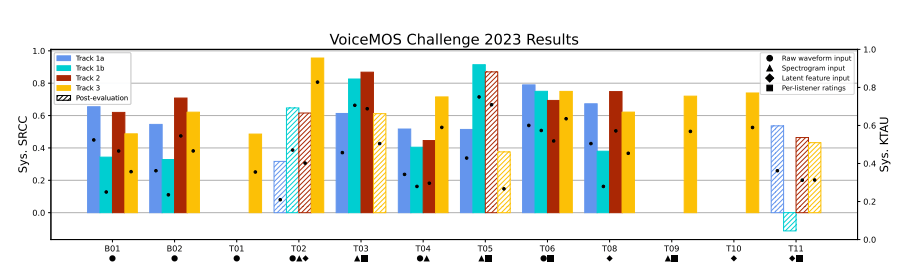 VoiceMOS Challenge 2023 Results
Sys. SRCC
1.0
0.8
0.6
0.4
0.2
0.0
Track 1a
Track 1b
Track 2
Track 3
Post-evaluation
Raw waveform input
Spectrogram input
Latent feature input
Per-listener ratings
1.0
0.8
0.6
0.4
0.2
0.0
Sys. KTAU
B01 B02 T01 T02 T03 T04 T05 T06 T08 T09 T10 T11